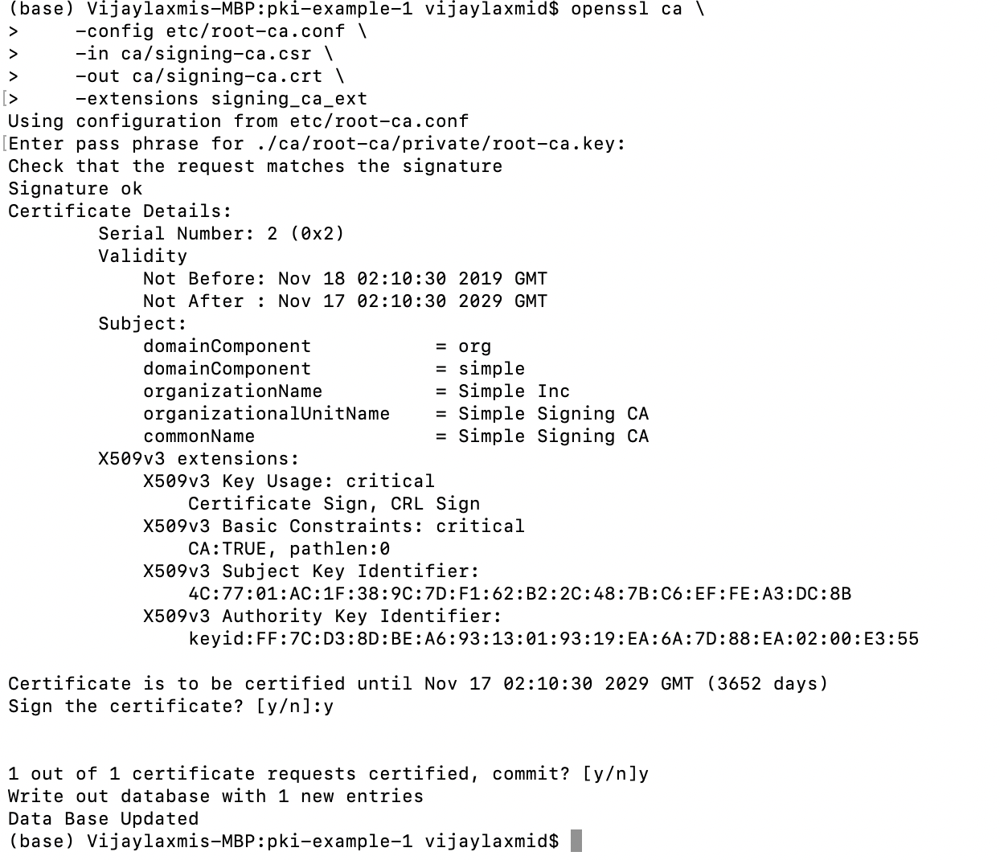 (base) Vijaylaxmis-MBP:pki-example-1 vijaylaxmid$ openssl ca \
>     -config etc/root-ca.conf \
>     -in ca/signing-ca.csr \
>     -out ca/signing-ca.crt \
[>     -extensions signing_ca_ext
Using configuration from etc/root-ca.conf
[Enter pass phrase for ./ca/root-ca/private/root-ca.key:
Check that the request matches the signature
Signature ok
Certificate Details:
        Serial Number: 2 (0x2)
        Validity
            Not Before: Nov 18 02:10:30 2019 GMT
            Not After : Nov 17 02:10:30 2029 GMT
        Subject:
            domainComponent           = org
            domainComponent           = simple
            organizationName          = Simple Inc
            organizationalUnitName    = Simple Signing CA
            commonName                = Simple Signing CA
        X509v3 extensions:
            X509v3 Key Usage: critical
                Certificate Sign, CRL Sign
            X509v3 Basic Constraints: critical
                CA:TRUE, pathlen:0
            X509v3 Subject Key Identifier:
                4C:77:01:AC:1F:38:9C:7D:F1:62:B2:2C:48:7B:C6:EF:FE:A3:DC:8B
            X509v3 Authority Key Identifier:
                keyid:FF:7C:D3:8D:BE:A6:93:13:01:93:19:EA:6A:7D:88:EA:02:00:E3:55

Certificate is to be certified until Nov 17 02:10:30 2029 GMT (3652 days)
Sign the certificate? [y/n]:y


1 out of 1 certificate requests certified, commit? [y/n]y
Write out database with 1 new entries
Data Base Updated
(base) Vijaylaxmis-MBP:pki-example-1 vijaylaxmid$